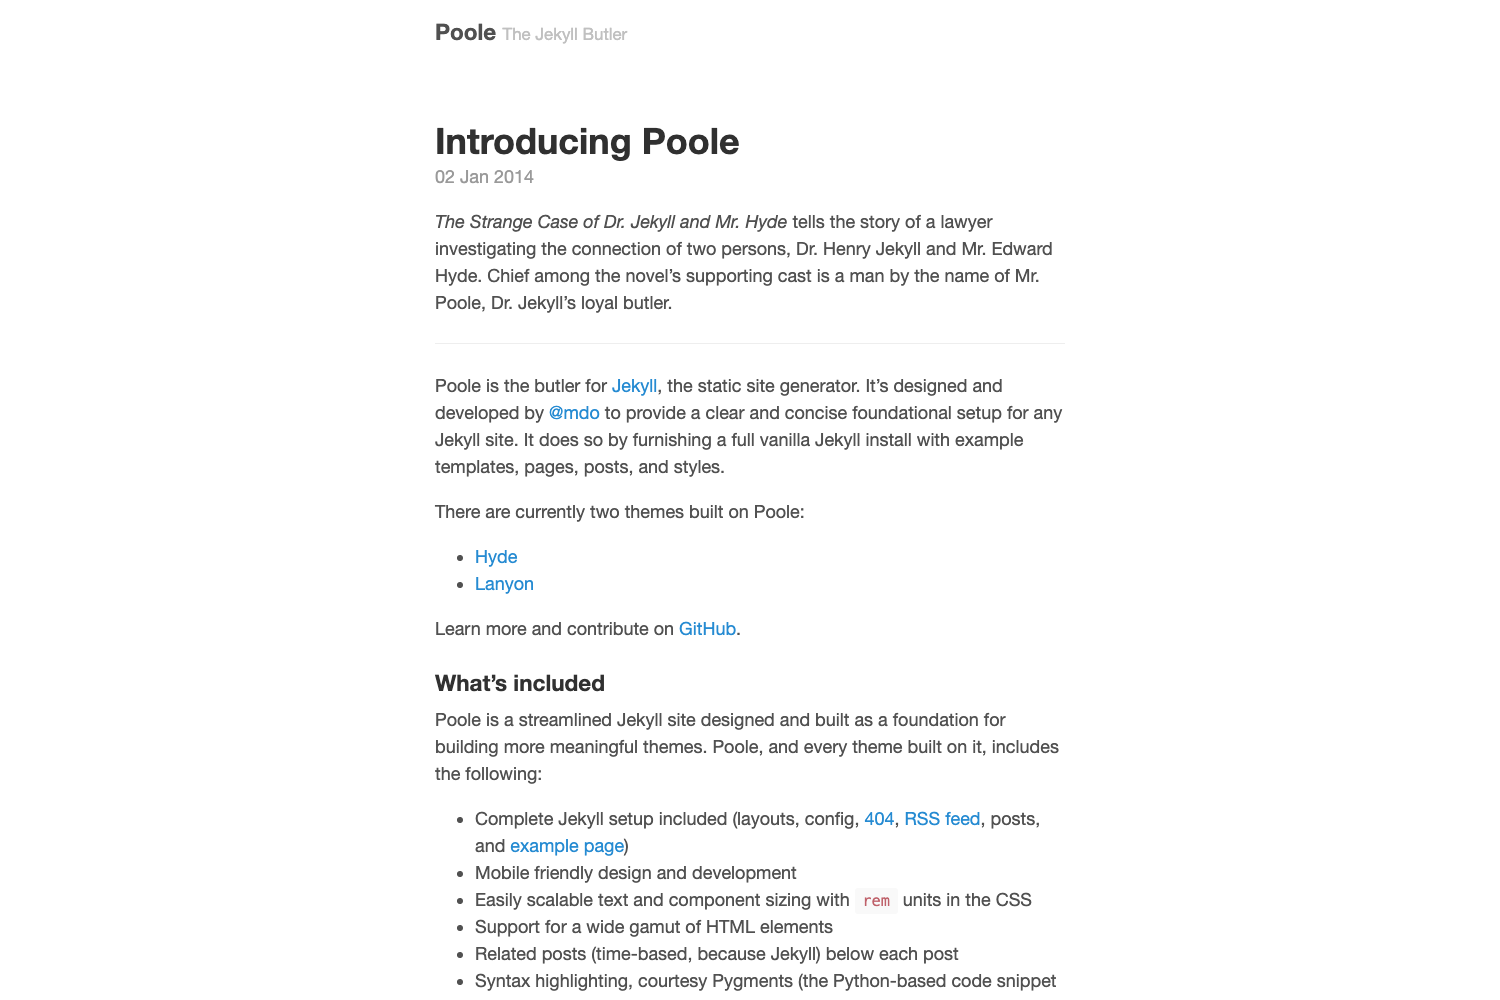 Poole The Jekyll Butler
Introducing Poole
02 Jan 2014
The Strange Case of Dr. Jekyll and Mr. Hyde tells the story of a lawyer
investigating the connection of two persons, Dr. Henry Jekyll and Mr. Edward
Hyde. Chief among the novel’s supporting cast is a man by the name of Mr.
Poole, Dr. Jekyll’s loyal butler.
Poole is the butler for Jekyll, the static site generator. It’s designed and
developed by @mdo to provide a clear and concise foundational setup for any
Jekyll site. It does so by furnishing a full vanilla Jekyll install with example
templates, pages, posts, and styles.
There are currently two themes built on Poole:
• Hyde
• Lanyon
Learn more and contribute on GitHub.
What’s included
Poole is a streamlined Jekyll site designed and built as a foundation for
building more meaningful themes. Poole, and every theme built on it, includes
the following:
• Complete Jekyll setup included (layouts, config, 404, RSS feed, posts,
and example page)
• Mobile friendly design and development
• Easily scalable text and component sizing with rem units in the CSS
• Support for a wide gamut of HTML elements
• Related posts (time-based, because Jekyll) below each post
• Syntax highlighting, courtesy Pygments (the Python-based code snippet